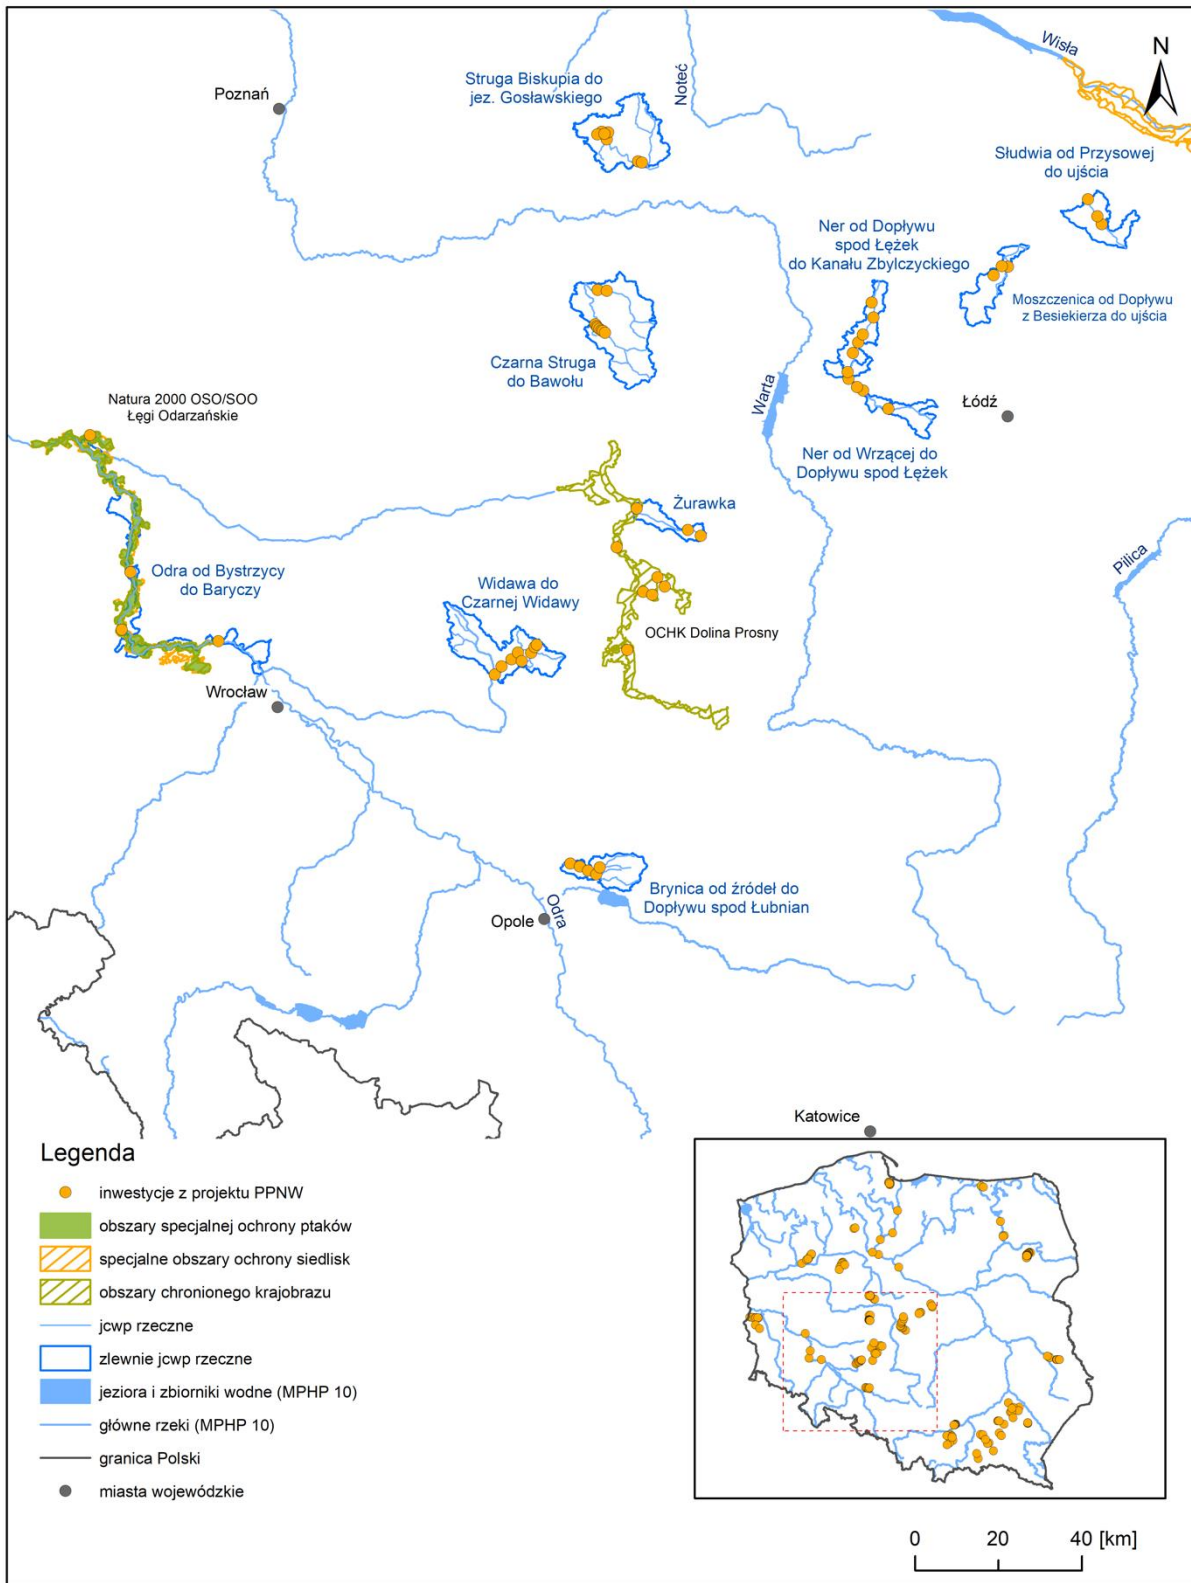 Wisła
N
Struga Biskupia do
jez. Gosławskiego
Noteć
Poznań
Słudwia od Przysowej
do ujścia
Ner od Dopływu
spod Łężek
do Kanału Zbylczyckiego
Moszczenica od Dopływu
z Besiekierza do ujścia
Czarna Struga
do Bawołu
Warta
Łódź
Natura 2000 OSO/SOO
Łęgi Odarzańskie
Ner od Wrzącej do
Dopływu spod Łężek
Żurawka
Pilica
Odra od Bystrzycy
do Baryczy
Widawa do
Czarnej Widawy
OCHK Dolina Prosny
Wrocław
Brynica od źródeł do
Dopływu spod Łubnian
Odra
Opole
Katowice
Legenda
inwestycje z projektu PPNW
obszary specjalnej ochrony ptaków
specjalne obszary ochrony siedlisk
obszary chronionego krajobrazu
jcwp rzeczne
zlewnie jcwp rzeczne
jeziora i zbiorniki wodne (MPHP 10)
główne rzeki (MPHP 10)
granica Polski
miasta wojewódzkie
0 20 40 [km]